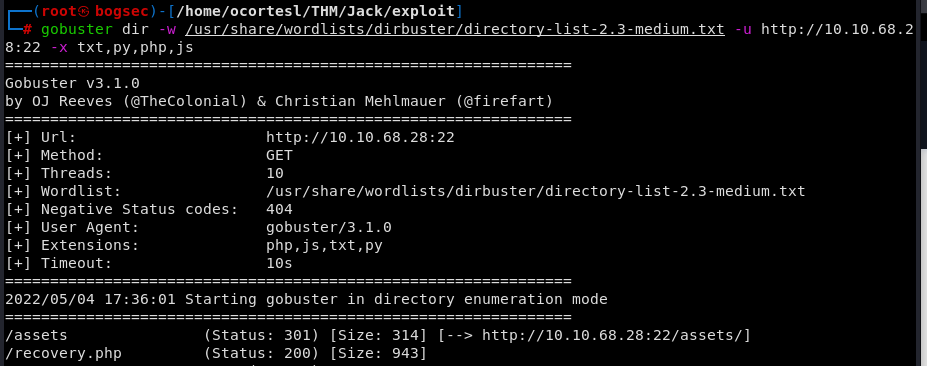 (root㉿bogsec)-[/home/ocortesl/THM/Jack/exploit]
# gobuster dir -w /usr/share/wordlists/dirbuster/directory-list-2.3-medium.txt -u http://10.10.68.2
8:22 -x txt,py,php,js
===============================================================
Gobuster v3.1.0
by OJ Reeves (@TheColonial) & Christian Mehlmauer (@firefart)
===============================================================
[+] Url:                     http://10.10.68.28:22
[+] Method:                  GET
[+] Threads:                 10
[+] Wordlist:                /usr/share/wordlists/dirbuster/directory-list-2.3-medium.txt
[+] Negative Status codes:   404
[+] User Agent:              gobuster/3.1.0
[+] Extensions:              php,js,txt,py
[+] Timeout:                 10s
===============================================================
2022/05/04 17:36:01 Starting gobuster in directory enumeration mode
===============================================================
/assets               (Status: 301) [Size: 314] [--> http://10.10.68.28:22/assets/]
/recovery.php         (Status: 200) [Size: 943]